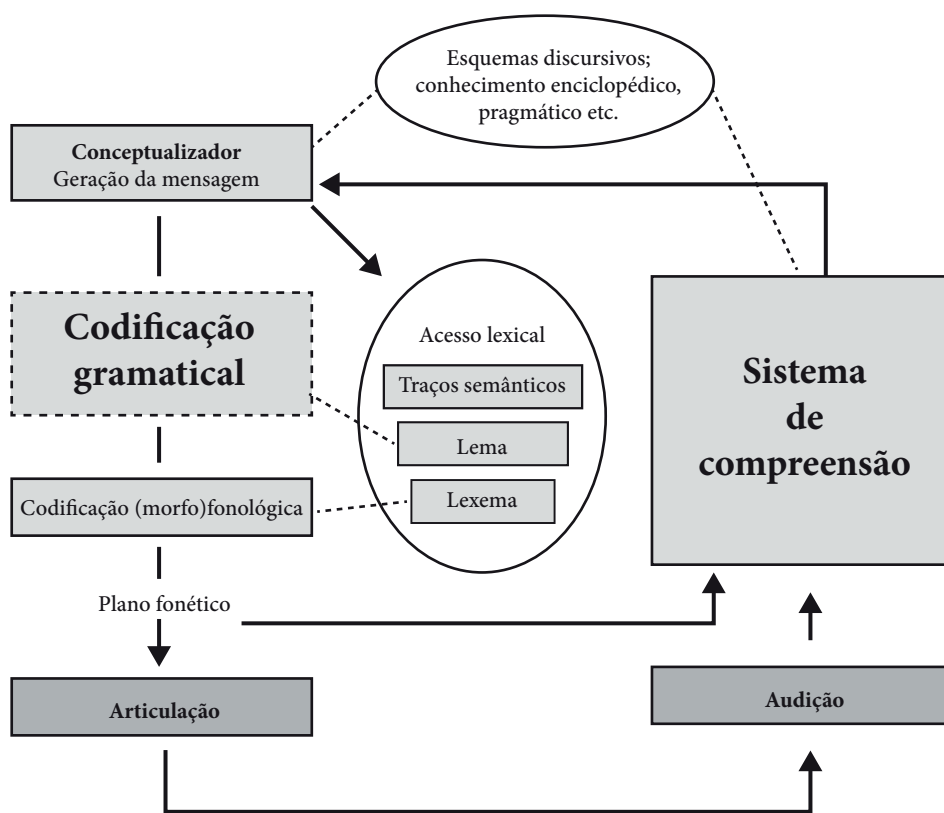 Esquemas discursivos;
conhecimento enciclopédico,
pragmático etc.
Conceptualizador
Geração da mensagem
Codificação
gramatical
Acesso lexical
Traços semânticos
Lema
Lexema
Sistema
de
compreensão
Codificação (morfo)fonológica
Plano fonético
Articulação
Audição